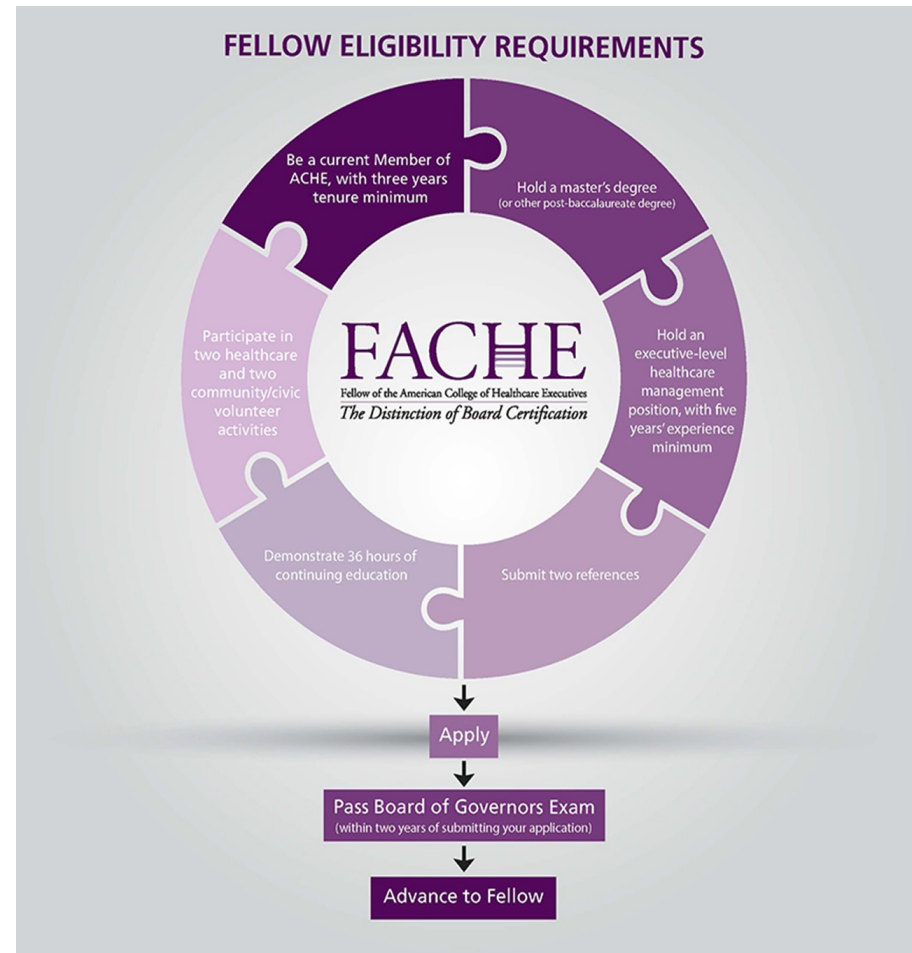 FELLOW ELIGIBILITY REQUIREMENTS
Be a current Member of
ACHE, with three years
tenure minimum
Hold a master's degree
(or other post-baccalaureate degree)
Hold an
executive-level
healthcare
management
position, with five
years' experience
minimum
Submit two references
Demonstrate 36 hours of
continuing education
Participate in
two healthcare
and two
community/civic
volunteer
activities
FACHE
Fellow of the American College of Healthcare Executives
The Distinction of Board Certification
Apply
Pass Board of Governors Exam
(within two years of submitting your application)
Advance to Fellow